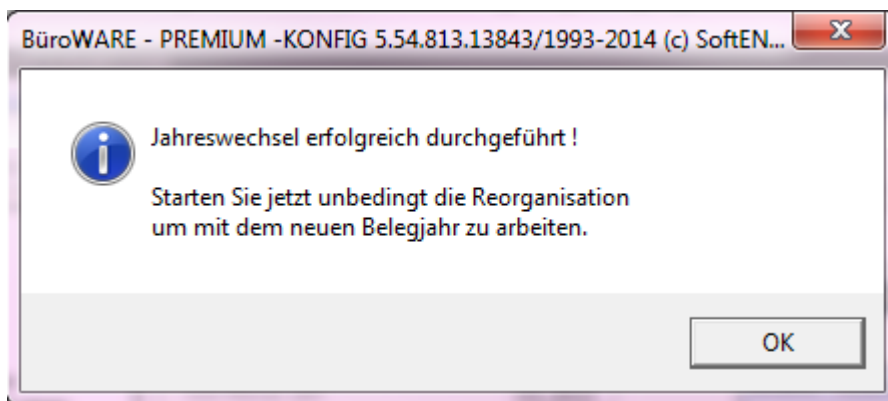 BüroWARE - PREMIUM -KONFIG 5.54.813.13843/1993-2014 (c) SoftEN...
Jahreswechsel erfolgreich durchgeführt !
Starten Sie jetzt unbedingt die Reorganisation
um mit dem neuen Belegjahr zu arbeiten.
OK